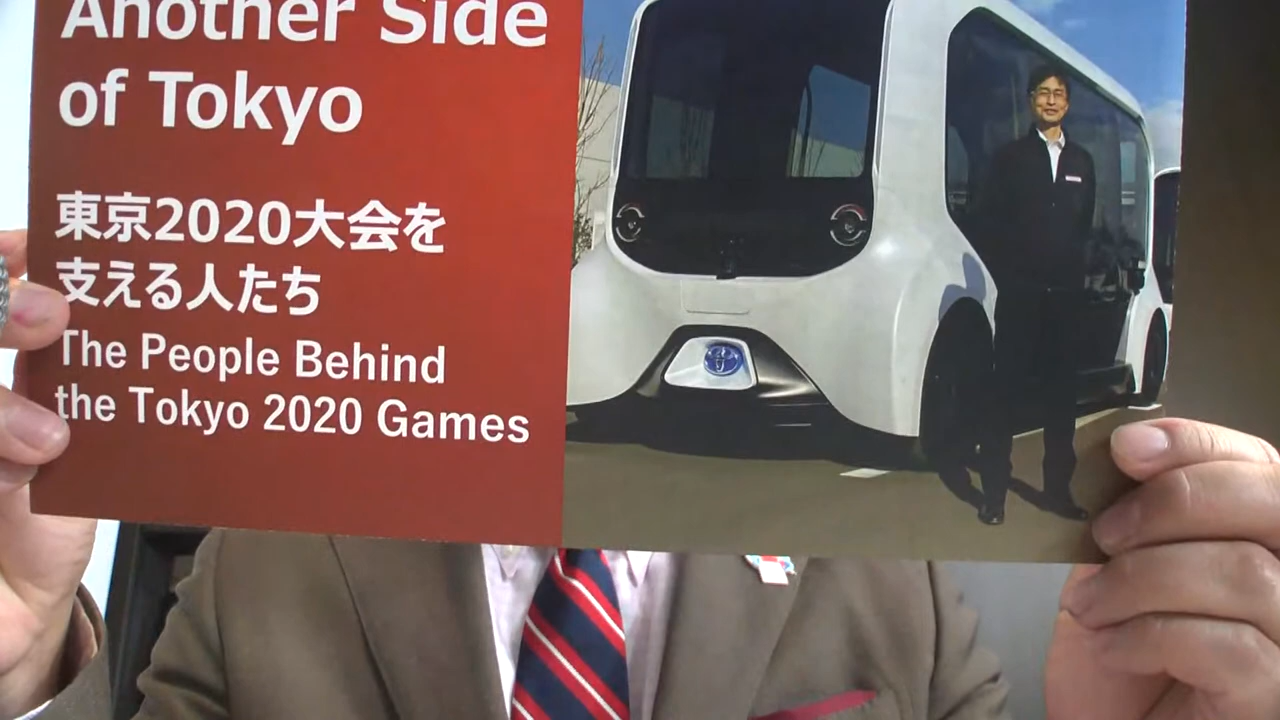 Another Side
of Tokyo
東京2020大会を
支える人たち
The People Behind
the Tokyo 2020 Games